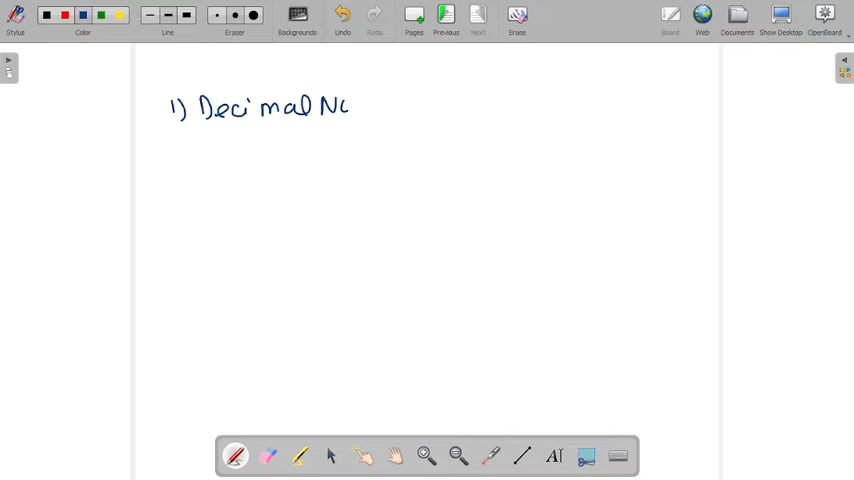 Stylus
Color
Line
Eraser
Backgrounds
Undo
Redo
Pages
Previous
Next
Erase
Board
Web
Documents
Show Desktop
OpenBoard
1) Decimal